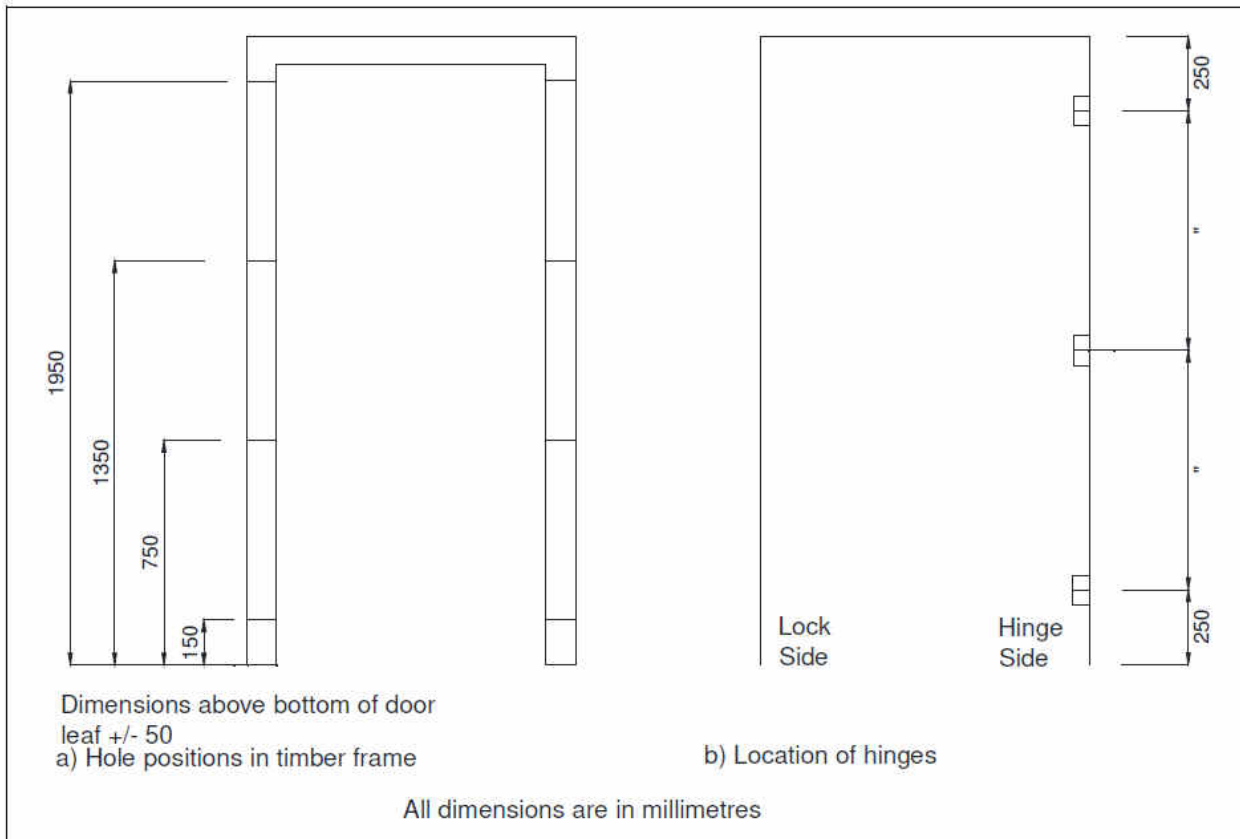 250
"
1950
1350
"
750
150
Lock
Side
Hinge
Side
250
Dimensions above bottom of door
leaf +/- 50
a) Hole positions in timber frame
b) Location of hinges
All dimensions are in millimetres